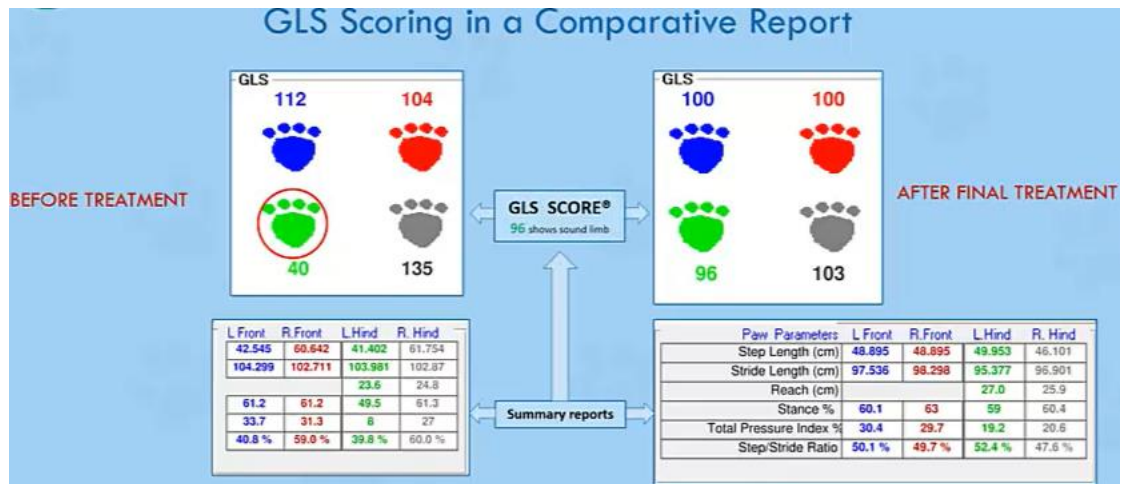 GLS Scoring in a Comparative Report
GLS
112 104
40 135
BEFORE TREATMENT
GLS SCORE®
96 shows sound limb
GLS
100 100
96 103
AFTER FINAL TREATMENT
L Front R.Front L.Hind R. Hind
42.545 60.642 41.402 61.754
104.299 102.711 103.981 102.87
23.6 24.8
61.2 61.2 49.5 61.3
33.7 31.3 8 27
40.8 % 59.0 % 39.8 % 60.0 %
Summary reports
Paw Parameters L Front R.Front L.Hind R. Hind
Step Length (cm) 48.895 48.895 49.953 46.101
Stride Length (cm) 97.536 98.298 95.377 96.901
Reach (cm) 27.0 25.9
Stance % 60.1 63 59 60.4
Total Pressure Index % 30.4 29.7 19.2 20.6
Step/Stride Ratio 50.1 % 49.7 % 52.4 % 47.6 %